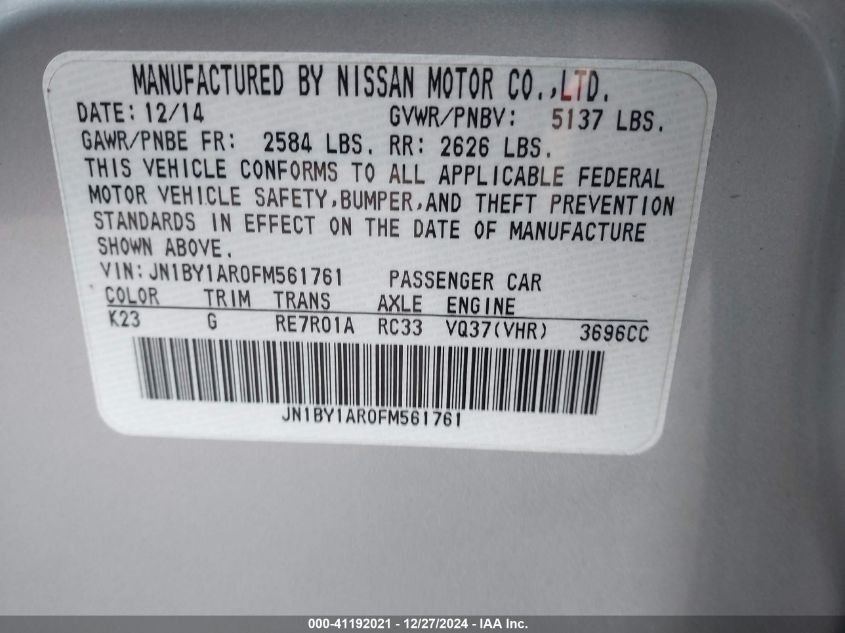 MANUFACTURED BY NISSAN MOTOR CO.,LTD.
DATE: 12/14 GVWR/PNBV: 5137 LBS.
GAWR/PNBE FR: 2584 LBS. RR: 2626 LBS.
THIS VEHICLE CONFORMS TO ALL APPLICABLE FEDERAL
MOTOR VEHICLE SAFETY,BUMPER,AND THEFT PREVENTION
STANDARDS IN EFFECT ON THE DATE OF MANUFACTURE
SHOWN ABOVE.
VIN: JN1BY1AR0FM561761 PASSENGER CAR
COLOR TRIM TRANS AXLE ENGINE
K23 G RE7R01A RC33 VQ37(VHR) 3696CC
JN1BY1AR0FM561761
000-41192021 - 12/27/2024 - IAA Inc.